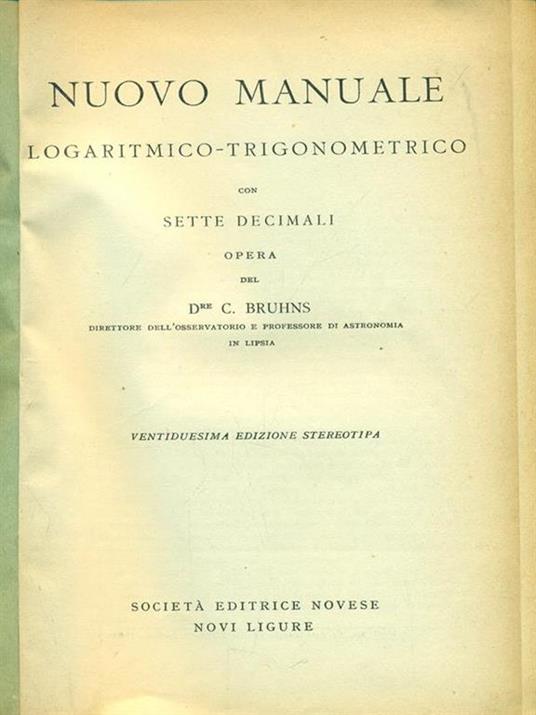 NUOVO MANUALE
LOGARITMICO-TRIGONOMETRICO
CON
SETTE DECIMALI
OPERA
DEL
DRE C. BRUHNS
DIRETTORE DELL'OSSERVATORIO E PROFESSORE DI ASTRONOMIA
IN LIPSIA
VENTIDUESIMA EDIZIONE STEREOTIPA
SOCIETÀ EDITRICE NOVESE
NOVI LIGURE